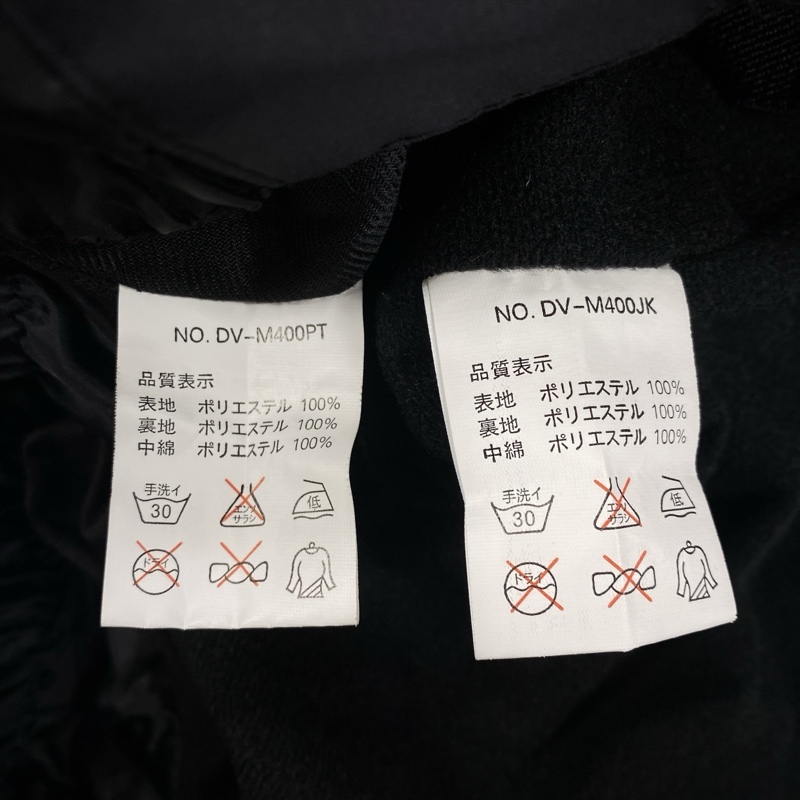 NO. DV-M400PT
品質表示
表地 ポリエステル 100%
裏地 ポリエステル 100%
中綿 ポリエステル 100%
手洗イ
30
エンソ
サラシ
低
ドライ
NO. DV-M400JK
品質表示
表地 ポリエステル 100%
裏地 ポリエステル 100%
中綿 ポリエステル 100%
手洗イ
30
エンソ
サラシ
低
ドライ